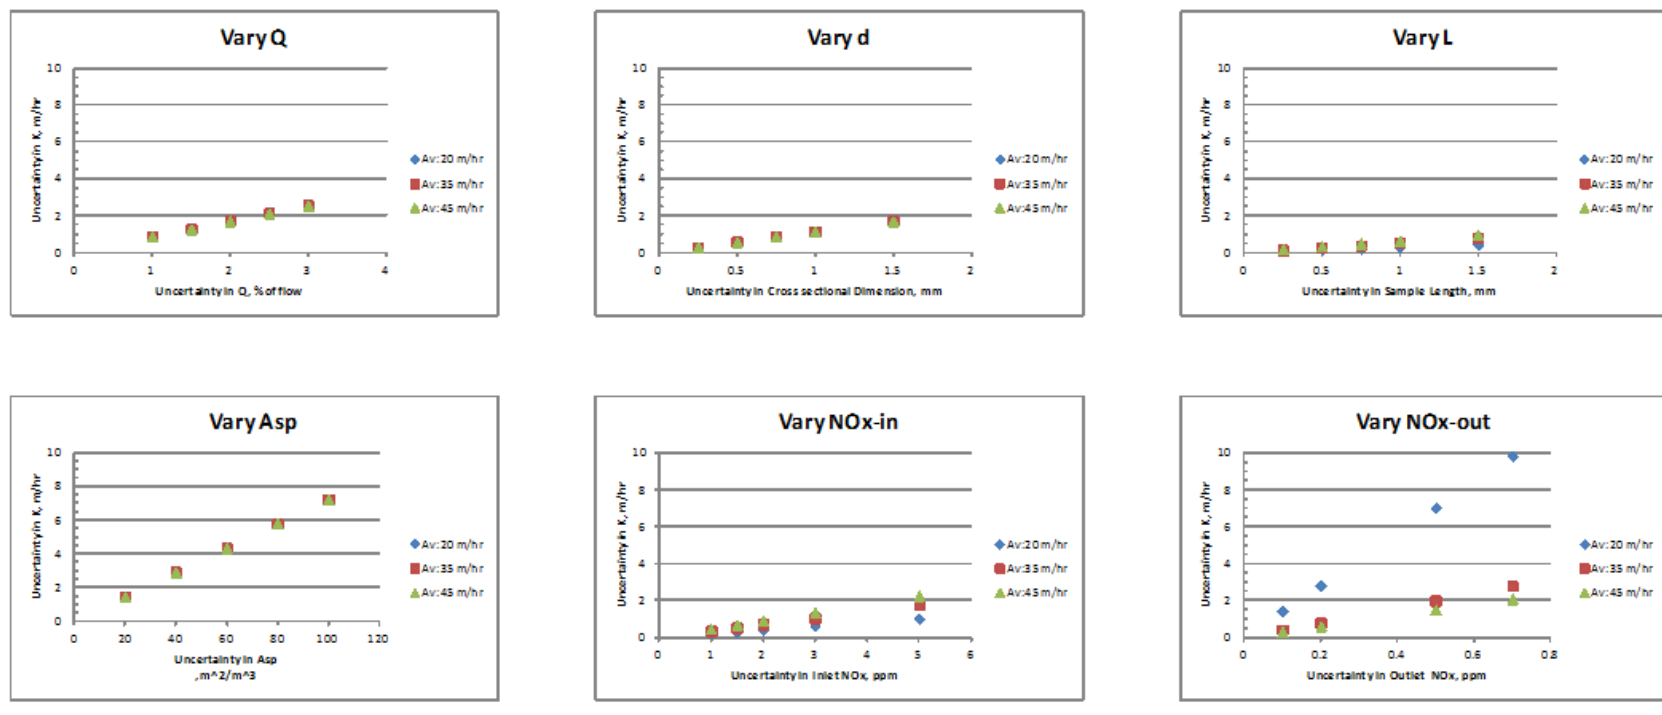 Vary Q
10
8
6
4
2
0
0 1 2 3 4
Uncertainty in K, m/hr
Uncertainty in Q, % of flow
Av:20 m/hr
Av:35 m/hr
Av:45 m/hr
Vary d
10
8
6
4
2
0
0 0.5 1 1.5 2
Uncertainty in K, m/hr
Uncertainty in Cross sectional Dimension, mm
Av:20 m/hr
Av:35 m/hr
Av:45 m/hr
Vary L
10
8
6
4
2
0
0 0.5 1 1.5 2
Uncertainty in K, m/hr
Uncertainty in Sample Length, mm
Av:20 m/hr
Av:35 m/hr
Av:45 m/hr
Vary Asp
10
8
6
4
2
0
0 20 40 60 80 100 120
Uncertainty in K, m/hr
Uncertainty in Asp
,m^2/m^3
Av:20 m/hr
Av:35 m/hr
Av:45 m/hr
Vary NOx-in
10
8
6
4
2
0
0 1 2 3 4 5 6
Uncertainty in K, m/hr
Uncertainty in Inlet NOx, ppm
Av:20 m/hr
Av:35 m/hr
Av:45 m/hr
Vary NOx-out
10
8
6
4
2
0
0 0.2 0.4 0.6 0.8
Uncertainty in K, m/hr
Uncertainty in Outlet NOx, ppm
Av:20 m/hr
Av:35 m/hr
Av:45 m/hr